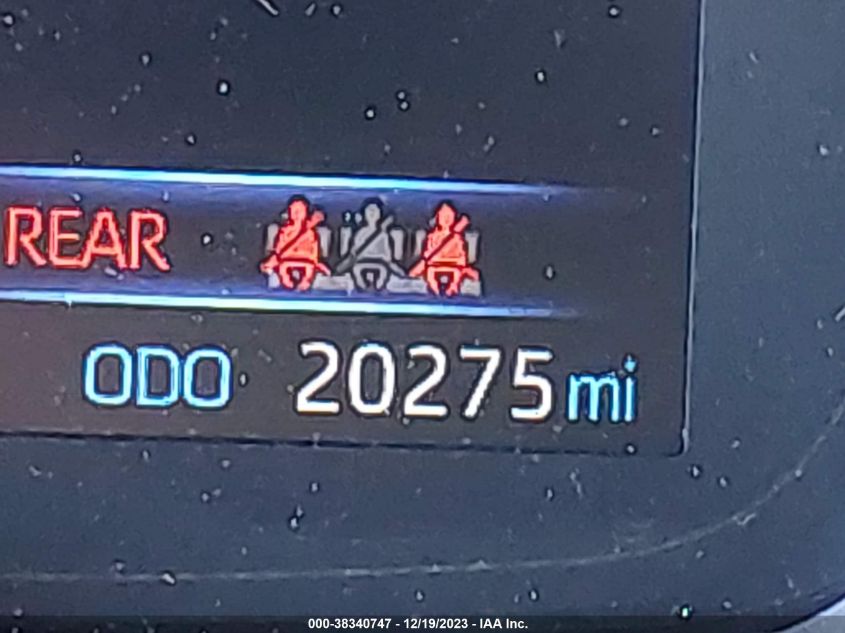 REAR
ODO 20275 mi
000-38340747 - 12/19/2023 - IAA Inc.